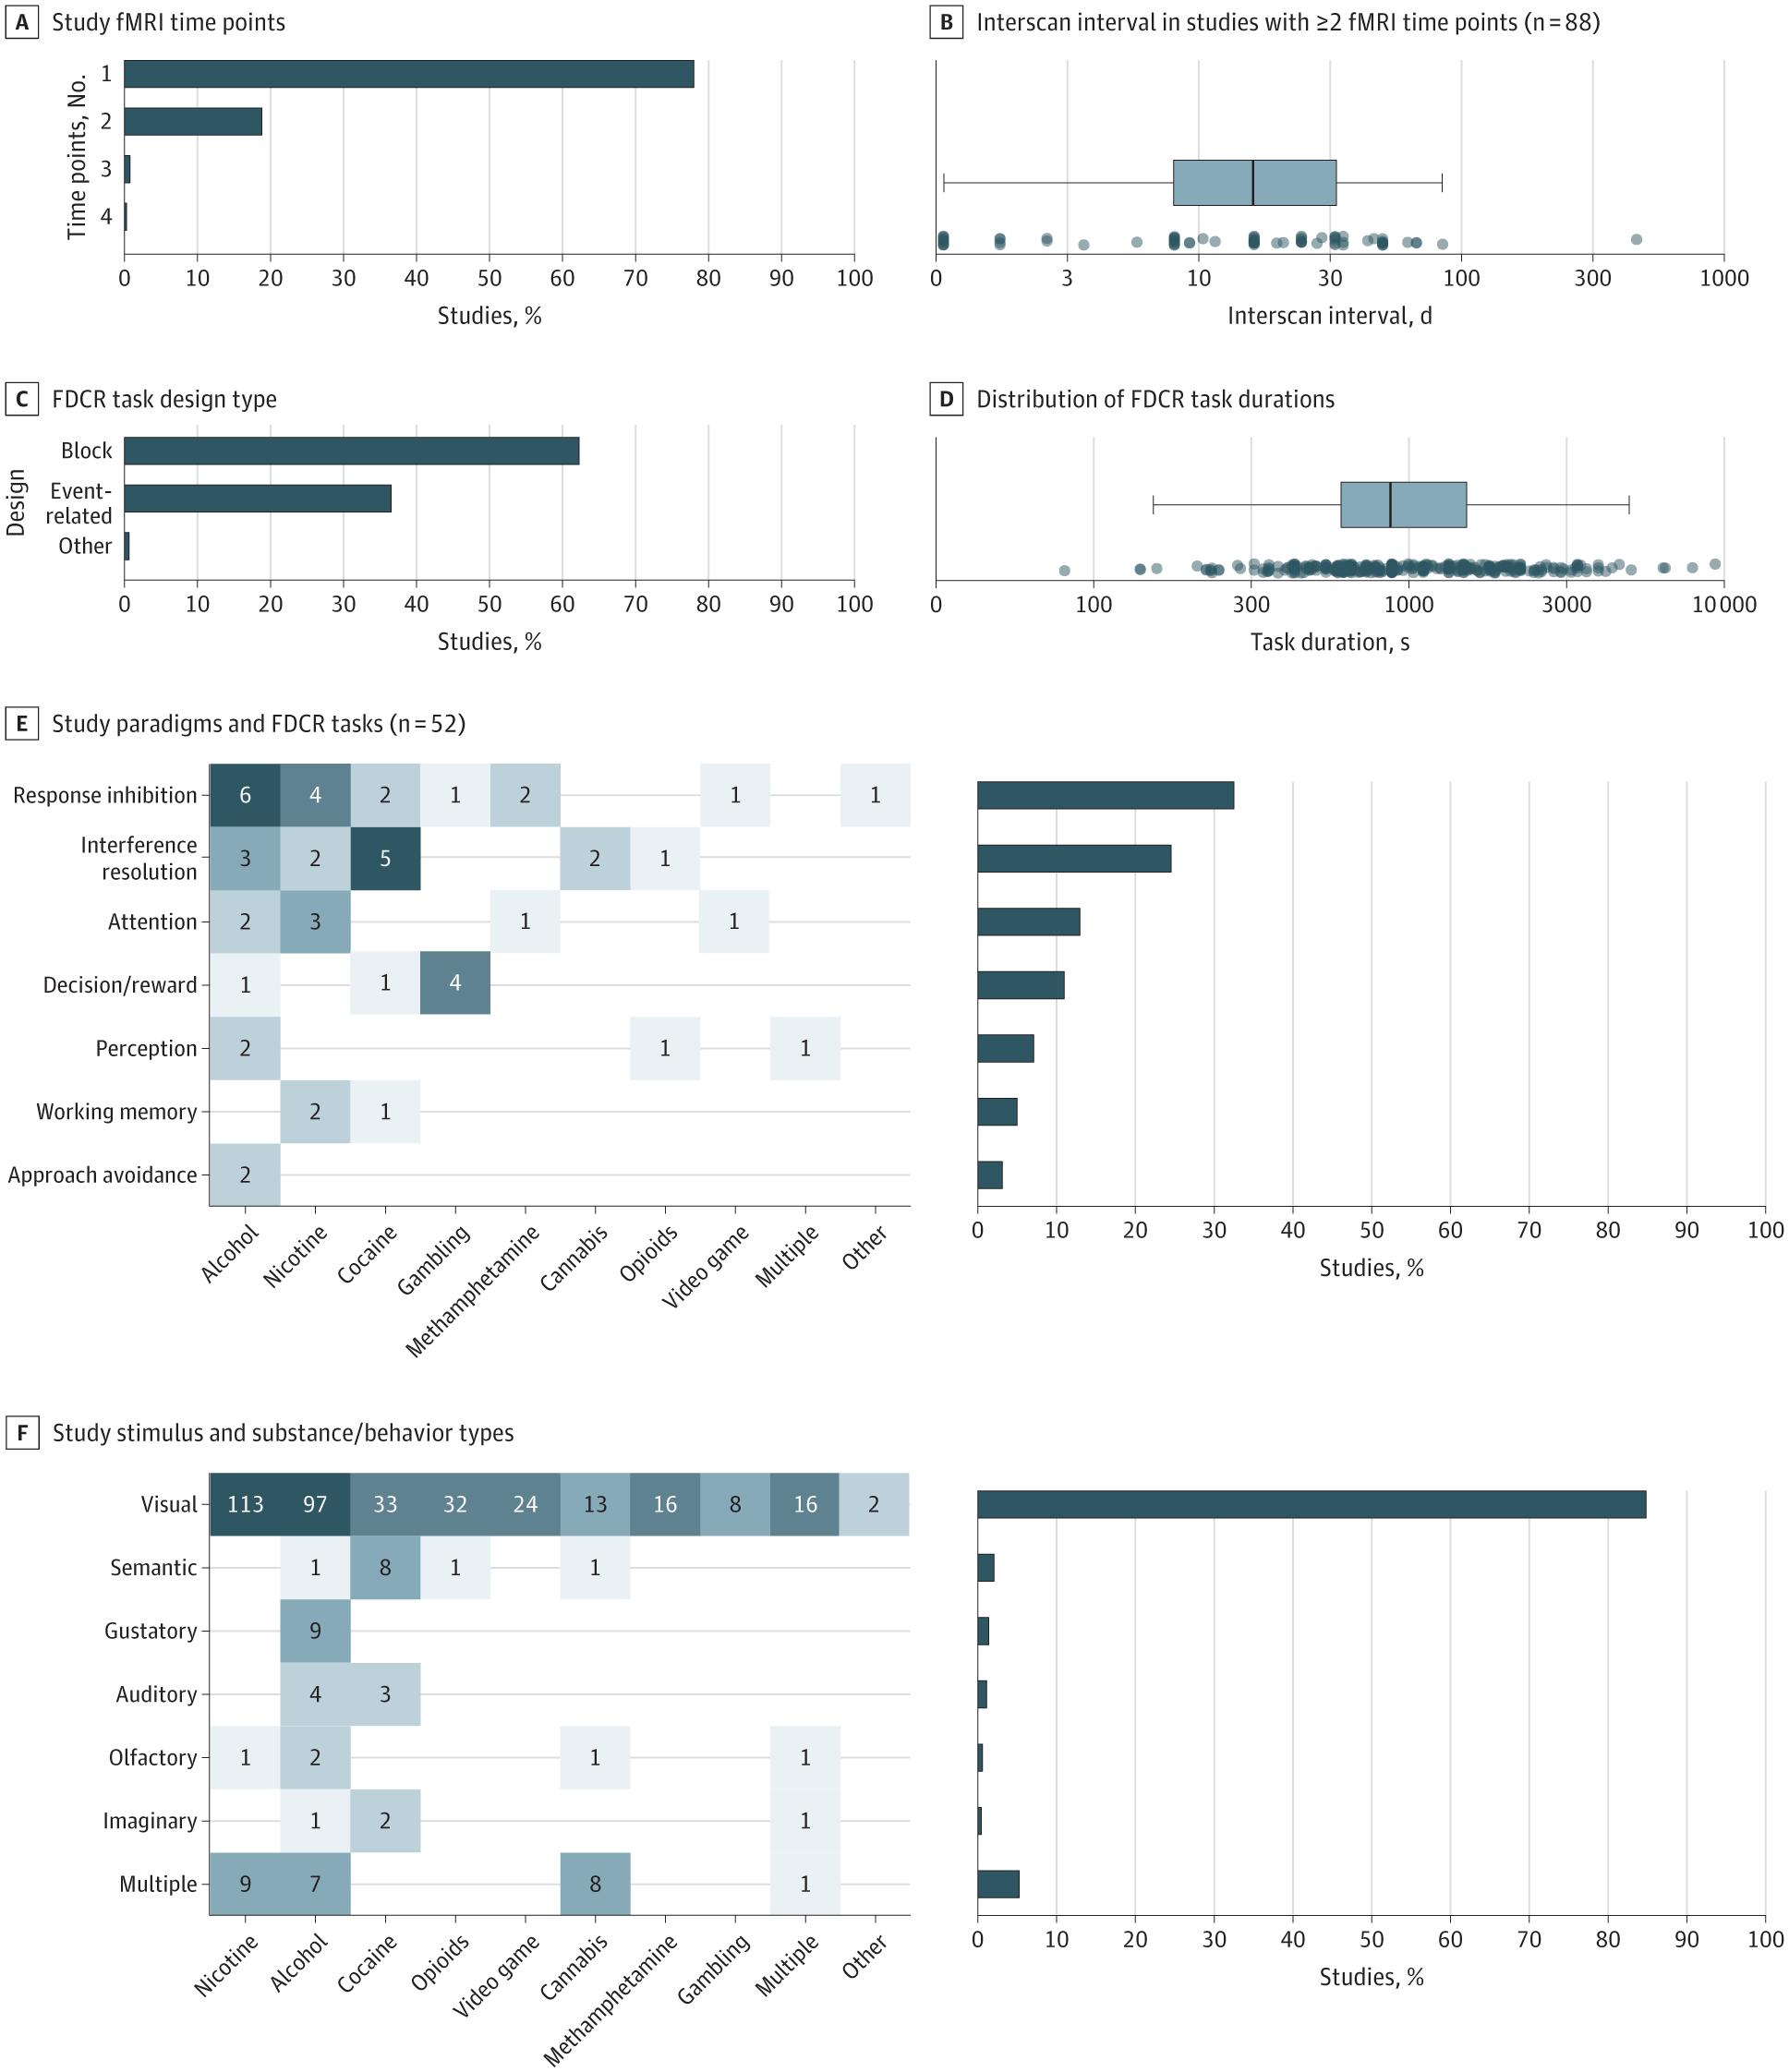 A Study fMRI time points
Time points, No.
1
2
3
4
0 10 20 30 40 50 60 70 80 90 100
Studies, %
B Interscan interval in studies with ≥2 fMRI time points (n = 88)
0 3 10 30 100 300 1000
Interscan interval, d
C FDCR task design type
Design
Block
Event-
related
Other
0 10 20 30 40 50 60 70 80 90 100
Studies, %
D Distribution of FDCR task durations
0 100 300 1000 3000 10 000
Task duration, s
E Study paradigms and FDCR tasks (n = 52)
Response inhibition 6 4 2 1 2 1 1
Interference
resolution 3 2 5 2 1
Attention 2 3 1 1
Decision/reward 1 1 4
Perception 2 1 1
Working memory 2 1
Approach avoidance 2
Alcohol
Nicotine
Cocaine
Gambling
Methamphetamine
Cannabis
Opioids
Video game
Multiple
Other
0 10 20 30 40 50 60 70 80 90 100
Studies, %
F Study stimulus and substance/behavior types
Visual 113 97 33 32 24 13 16 8 16 2
Semantic 1 8 1 1
Gustatory 9
Auditory 4 3
Olfactory 1 2 1 1
Imaginary 1 2 1
Multiple 9 7 8 1
Nicotine
Alcohol
Cocaine
Opioids
Video game
Cannabis
Methamphetamine
Gambling
Multiple
Other
0 10 20 30 40 50 60 70 80 90 100
Studies, %